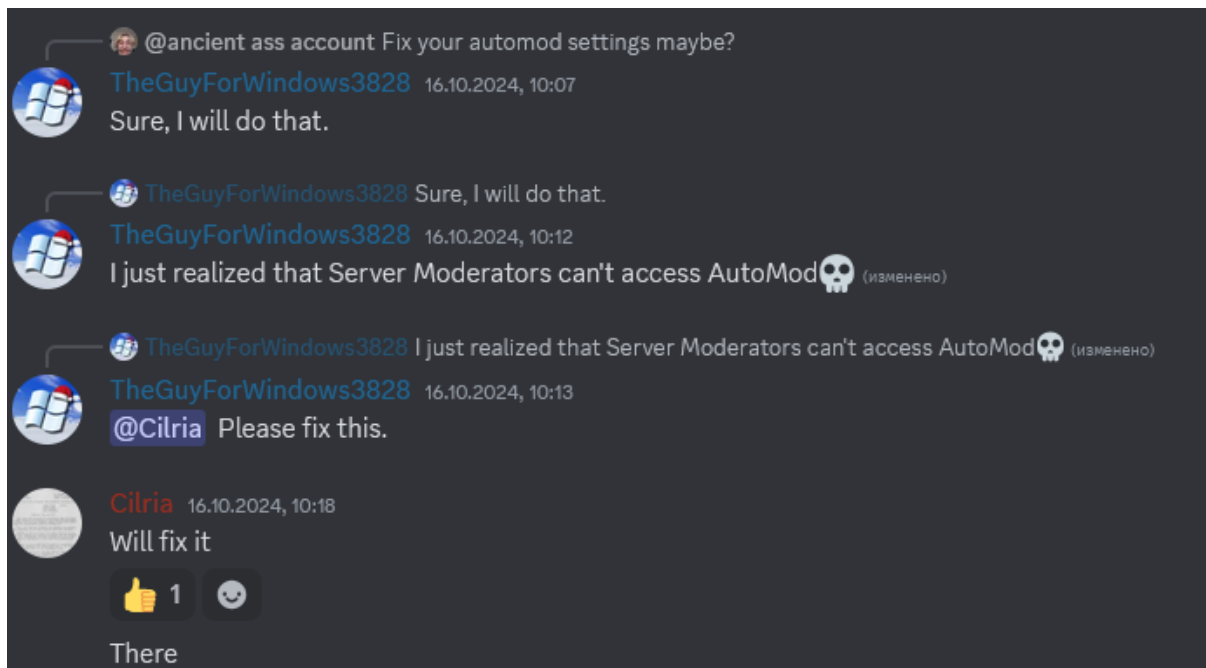 @ancient ass account Fix your automod settings maybe?
TheGuyForWindows3828 16.10.2024, 10:07
Sure, I will do that.
TheGuyForWindows3828 Sure, I will do that.
TheGuyForWindows3828 16.10.2024, 10:12
I just realized that Server Moderators can't access AutoMod💀 (изменено)
TheGuyForWindows3828 I just realized that Server Moderators can't access AutoMod💀 (изменено)
TheGuyForWindows3828 16.10.2024, 10:13
@Cilria Please fix this.
Cilria 16.10.2024, 10:18
Will fix it
👍 1
There